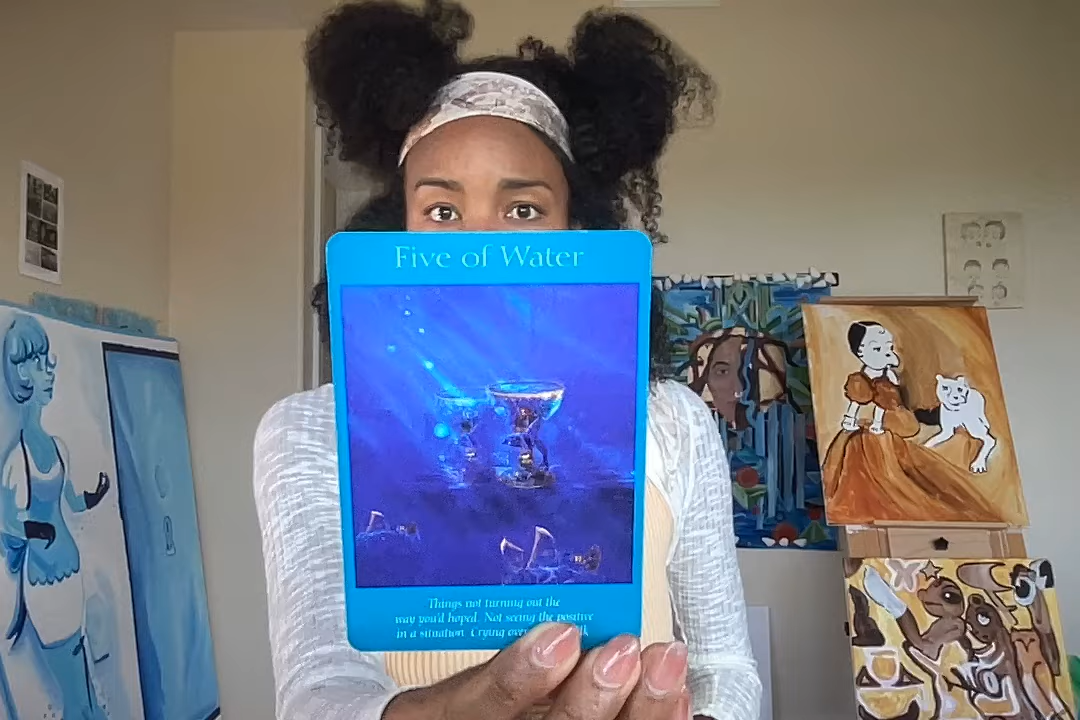 Five of Water
Things not turning out the
way you'd hoped. Not seeing the positive
in a situation. Crying over